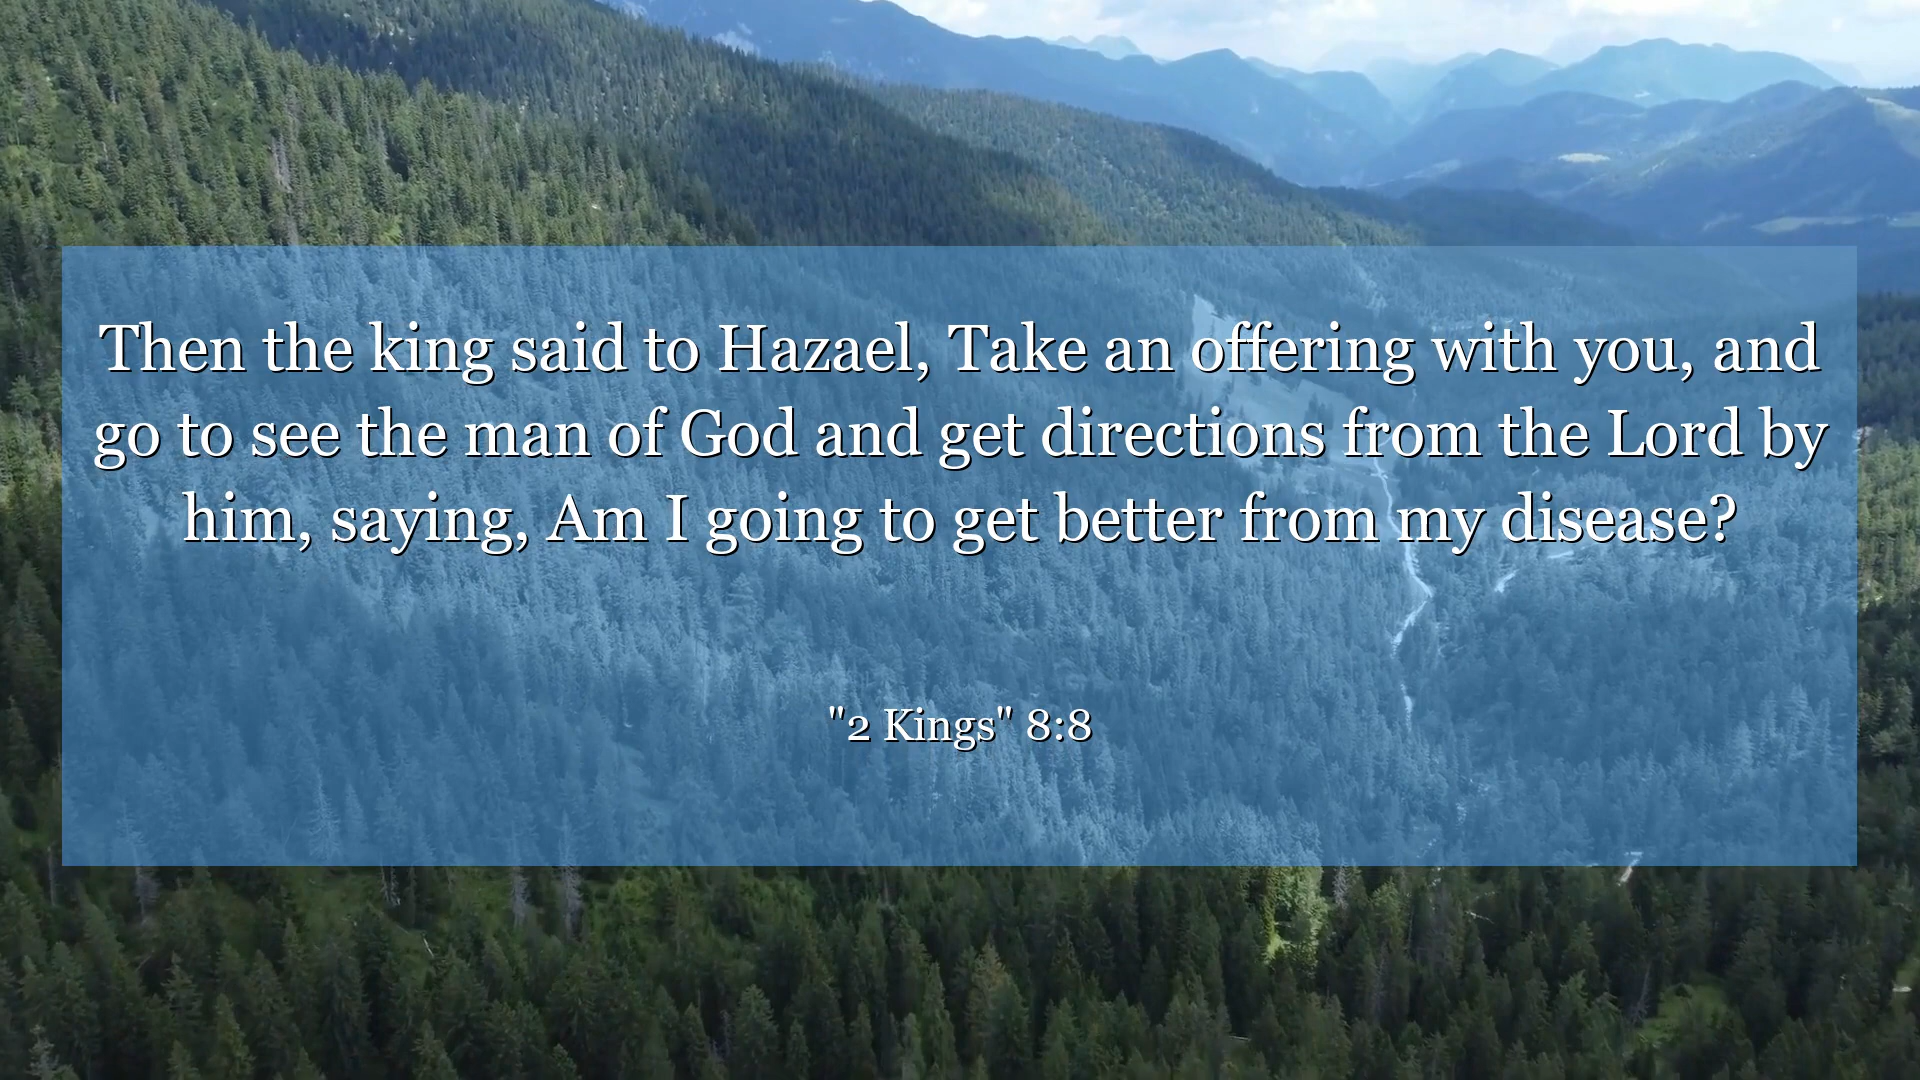 Then the king said to Hazael, Take an offering with you, and
go to see the man of God and get directions from the Lord by
him, saying, Am I going to get better from my disease?
"2 Kings" 8:8